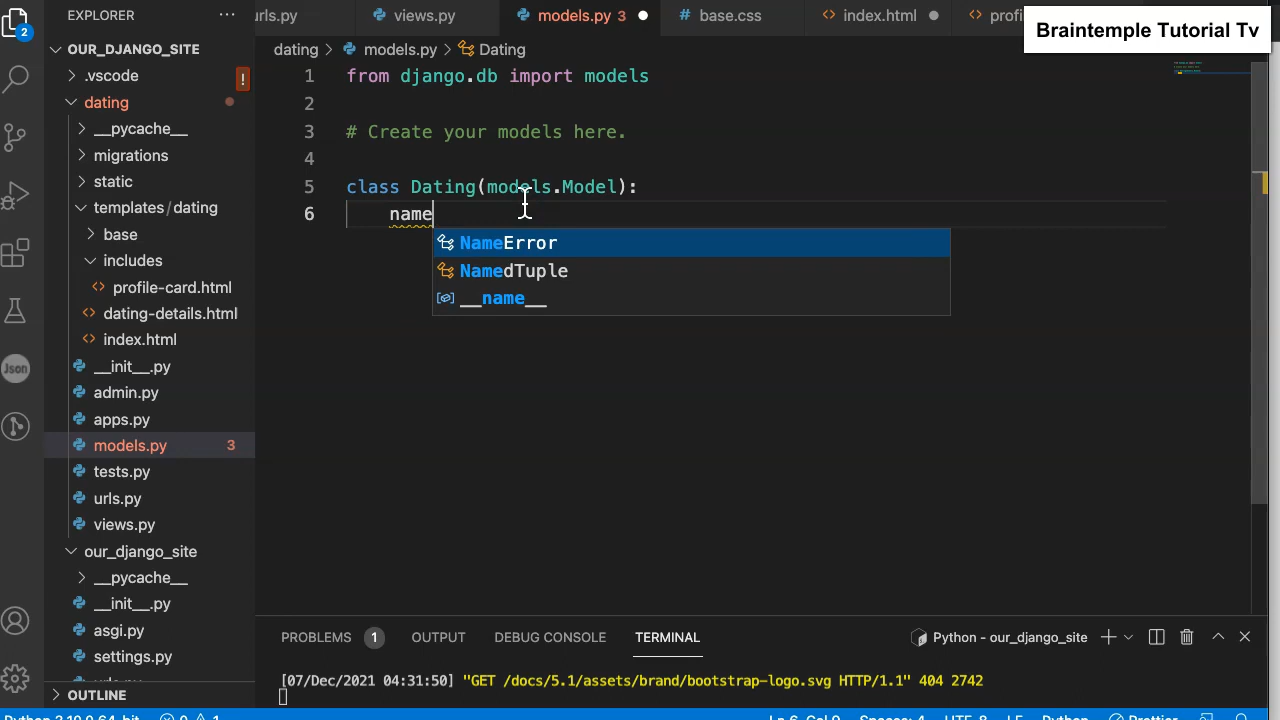 EXPLORER
···
urls.py
views.py
models.py 3
base.css
index.html
Braintemple Tutorial Tv
2
OUR_DJANGO_SITE
.vscode
!
dating
__pycache__
migrations
static
templates/dating
base
includes
profile-card.html
dating-details.html
index.html
__init__.py
admin.py
apps.py
models.py 3
tests.py
urls.py
views.py
our_django_site
__pycache__
__init__.py
asgi.py
settings.py
OUTLINE
Json
dating > models.py > Dating
1 from django.db import models
2
3 # Create your models here.
4
5 class Dating(models.Model):
6 name
NameError
NamedTuple
__name__
PROBLEMS 1 OUTPUT DEBUG CONSOLE TERMINAL
Python - our_django_site
[07/Dec/2021 04:31:50] "GET /docs/5.1/assets/brand/bootstrap-logo.svg HTTP/1.1" 404 2742